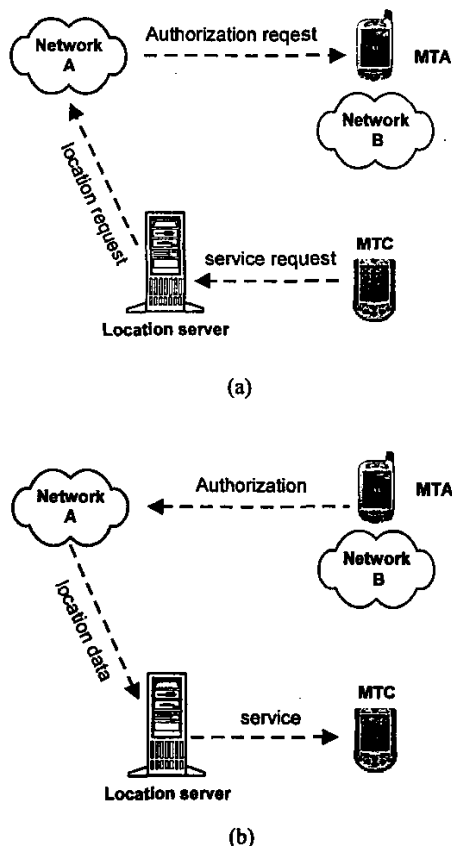 Network
A
Authorization reqest
MTA
Network
B
location request
service request
MTC
Location server
(a)
Network
A
Authorization
MTA
Network
B
location data
service
MTC
Location server
(b)